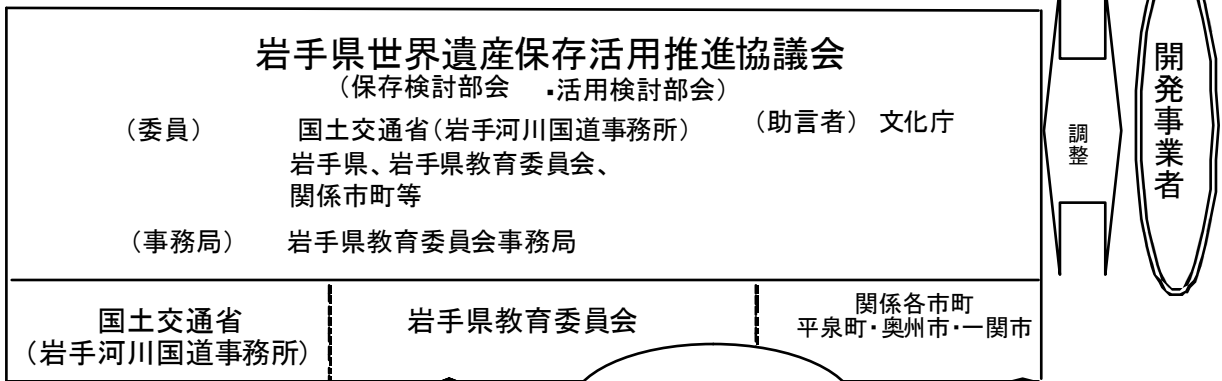 岩手県世界遺産保存活用推進協議会
（保存検討部会　・活用検討部会）
（委員）　国土交通省（岩手河川国道事務所）　（助言者）　文化庁
岩手県、岩手県教育委員会、
関係市町等
（事務局）　岩手県教育委員会事務局
国土交通省
（岩手河川国道事務所）
岩手県教育委員会
関係各市町
平泉町・奥州市・一関市
調整
開発事業者